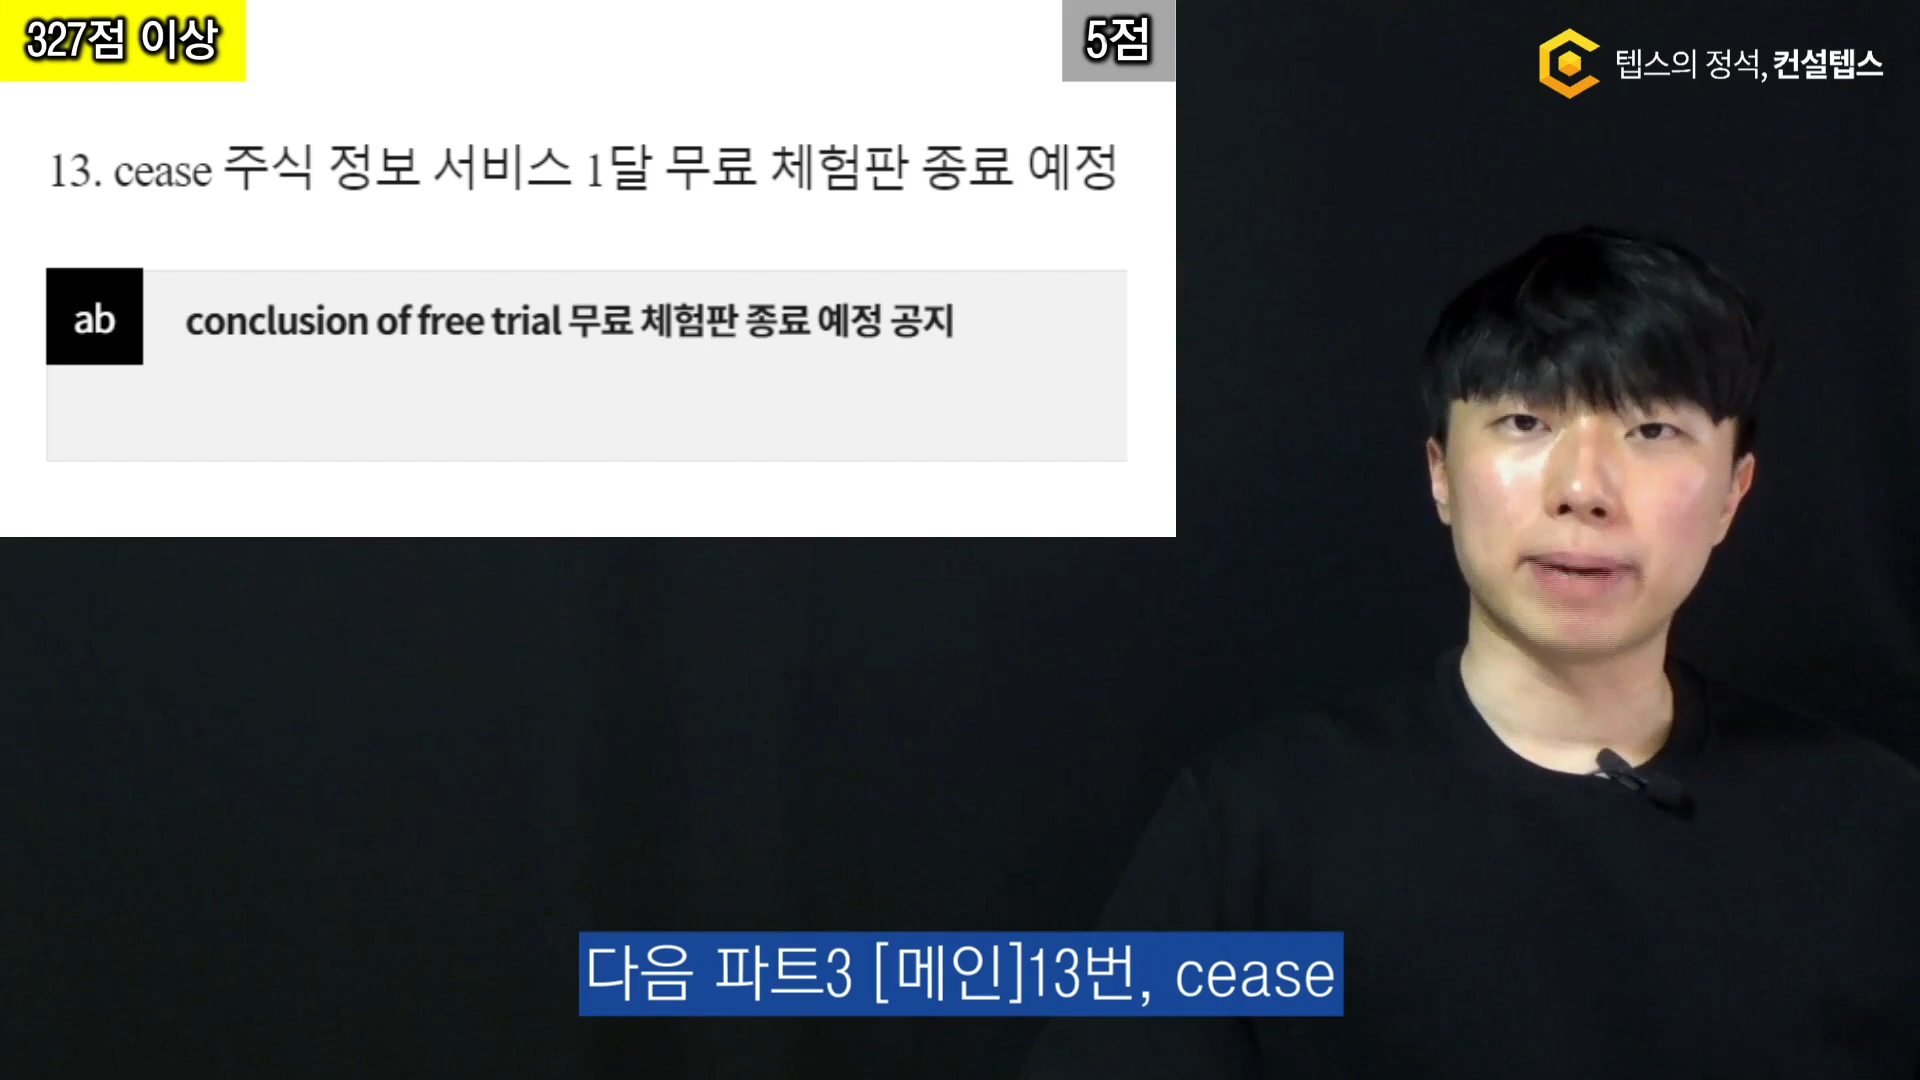 327점 이상
5점
텝스의 정석, 컨설텝스
13. cease 주식 정보 서비스 1달 무료 체험판 종료 예정
ab
conclusion of free trial 무료 체험판 종료 예정 공지
다음 파트3 [메인]13번, cease